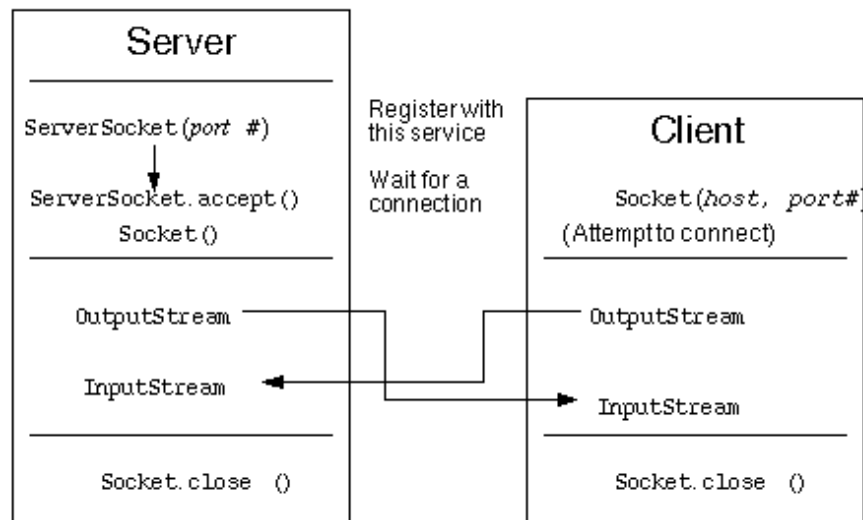 Server
ServerSocket(port #)
ServerSocket.accept()
Socket()
OutputStream
InputStream
Socket.close ()
Register with
this service
Wait for a
connection
Client
Socket(host, port#)
(Attempt to connect)
OutputStream
InputStream
Socket.close ()